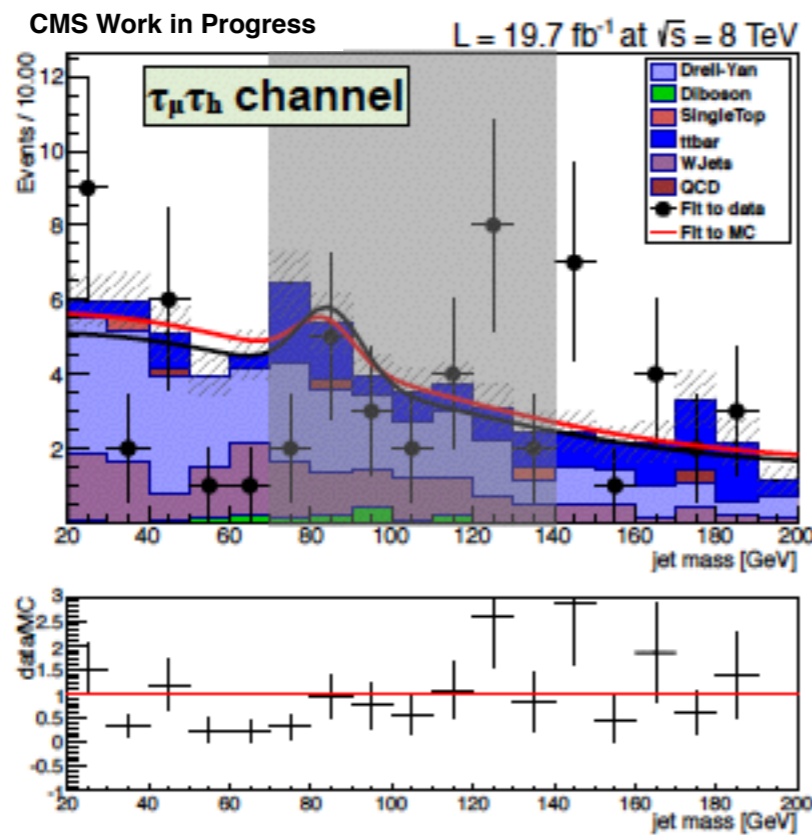 CMS Work in Progress
L = 19.7 fb⁻¹ at √s = 8 TeV
Events / 10.00
12
10
8
6
4
2
τμτh channel
Drell-Yan
Diboson
SingleTop
ttbar
WJets
QCD
Fit to data
Fit to MC
20 40 60 80 100 120 140 160 180 200
jet mass [GeV]
data/MC
3
2.5
2
1.5
1
0.5
0
-0.5
-1
20 40 60 80 100 120 140 160 180 200
jet mass [GeV]